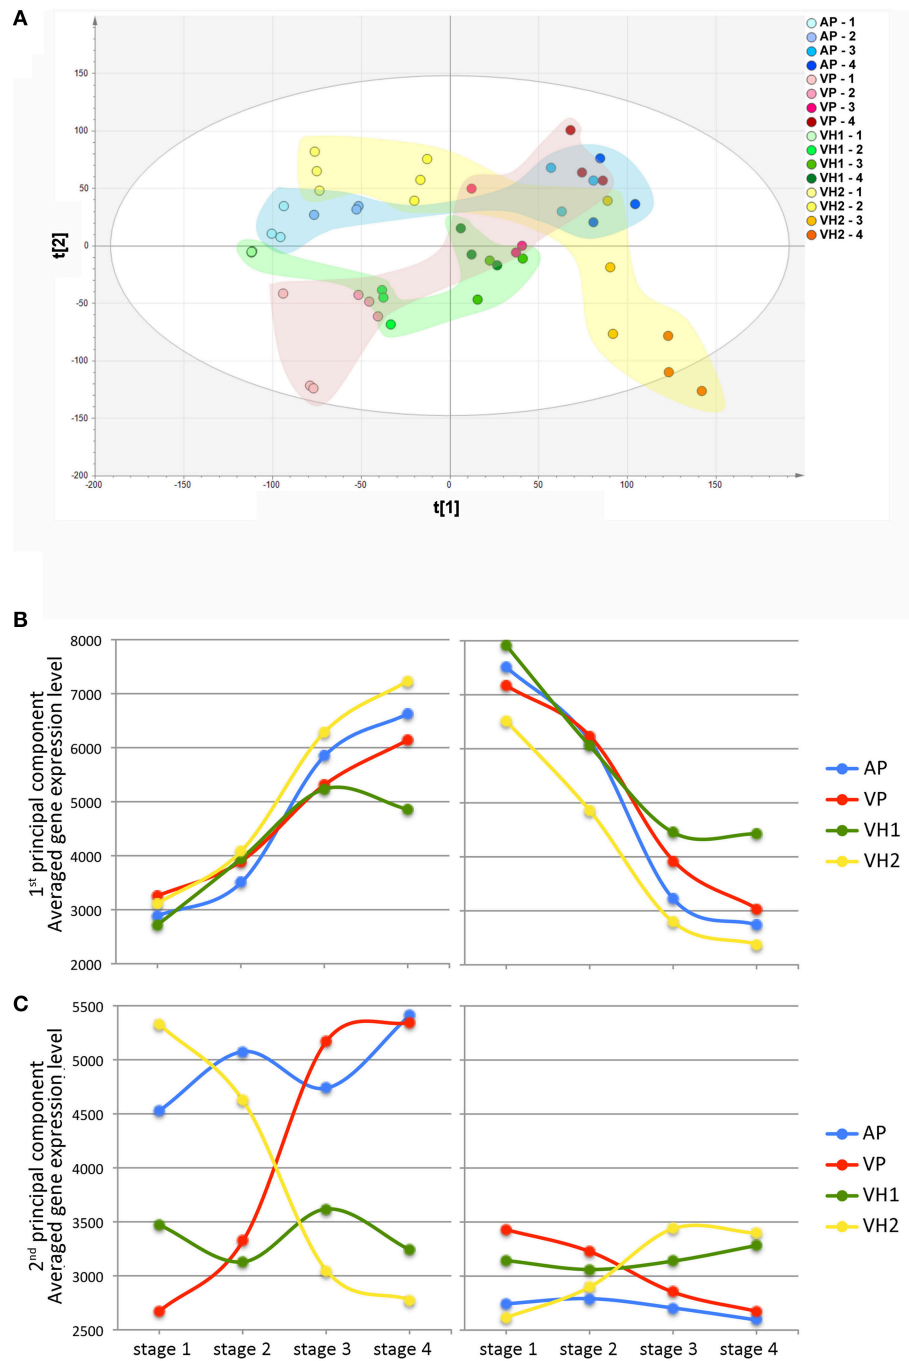 A
AP - 1
AP - 2
AP - 3
AP - 4
VP - 1
VP - 2
VP - 3
VP - 4
VH1 - 1
VH1 - 2
VH1 - 3
VH1 - 4
VH2 - 1
VH2 - 2
VH2 - 3
VH2 - 4
150
100
50
0
-50
-100
-150
-200
t[2]
-200 -150 -100 -50 0 50 100 150
t[1]
B
1st principal component
Averaged gene expression level
8000
7000
6000
5000
4000
3000
2000
AP
VP
VH1
VH2
C
2nd principal component
Averaged gene expression level
5500
5000
4500
4000
3500
3000
2500
AP
VP
VH1
VH2
stage 1 stage 2 stage 3 stage 4 stage 1 stage 2 stage 3 stage 4